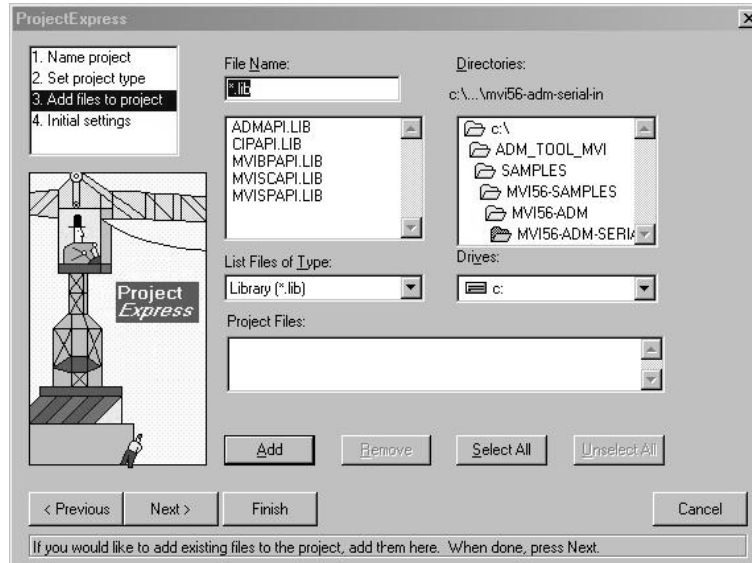 ProjectExpress
1. Name project
2. Set project type
3. Add files to project
4. Initial settings
Project
Express
File Name:
*.lib
ADMAPI.LIB
CIPAPI.LIB
MVIBPAPI.LIB
MVISCAPI.LIB
MVISPAPI.LIB
List Files of Type:
Library (*.lib)
Directories:
c:\...\mvi56-adm-serial-in
c:\
ADM_TOOL_MVI
SAMPLES
MVI56-SAMPLES
MVI56-ADM
MVI56-ADM-SERIA
Drives:
c:
Project Files:
Add
Remove
Select All
Unselect All
< Previous
Next >
Finish
Cancel
If you would like to add existing files to the project, add them here. When done, press Next.